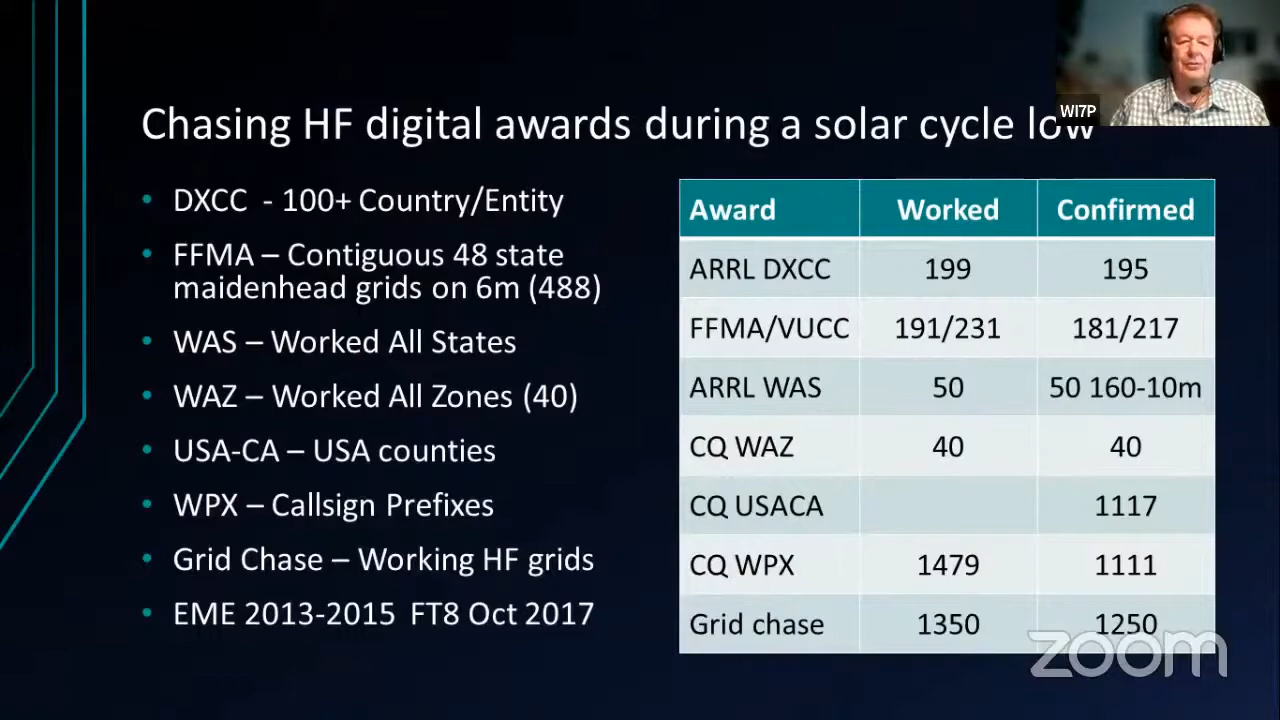 WI7P
Chasing HF digital awards during a solar cycle low
• DXCC - 100+ Country/Entity
• FFMA – Contiguous 48 state
maidenhead grids on 6m (488)
• WAS – Worked All States
• WAZ – Worked All Zones (40)
• USA-CA – USA counties
• WPX – Callsign Prefixes
• Grid Chase – Working HF grids
• EME 2013-2015 FT8 Oct 2017
Award Worked Confirmed
ARRL DXCC 199 195
FFMA/VUCC 191/231 181/217
ARRL WAS 50 50 160-10m
CQ WAZ 40 40
CQ USACA 1117
CQ WPX 1479 1111
Grid chase 1350 1250
zoom